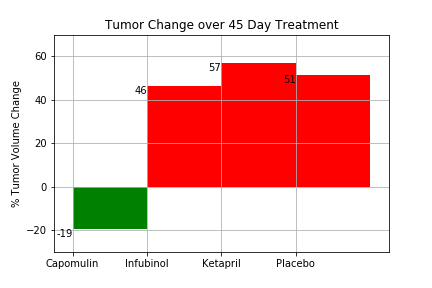 Tumor Change over 45 Day Treatment
% Tumor Volume Change
60
40
20
0
−20
-19
46
57
51
Capomulin
Infubinol
Ketapril
Placebo